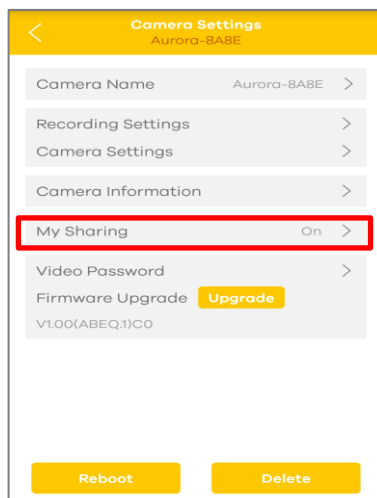 Camera Settings
Aurora-8A8E
Camera Name Aurora-8A8E
Recording Settings
Camera Settings
Camera Information
My Sharing On
Video Password
Firmware Upgrade Upgrade
V1.00(ABEQ.1)C0
Reboot Delete